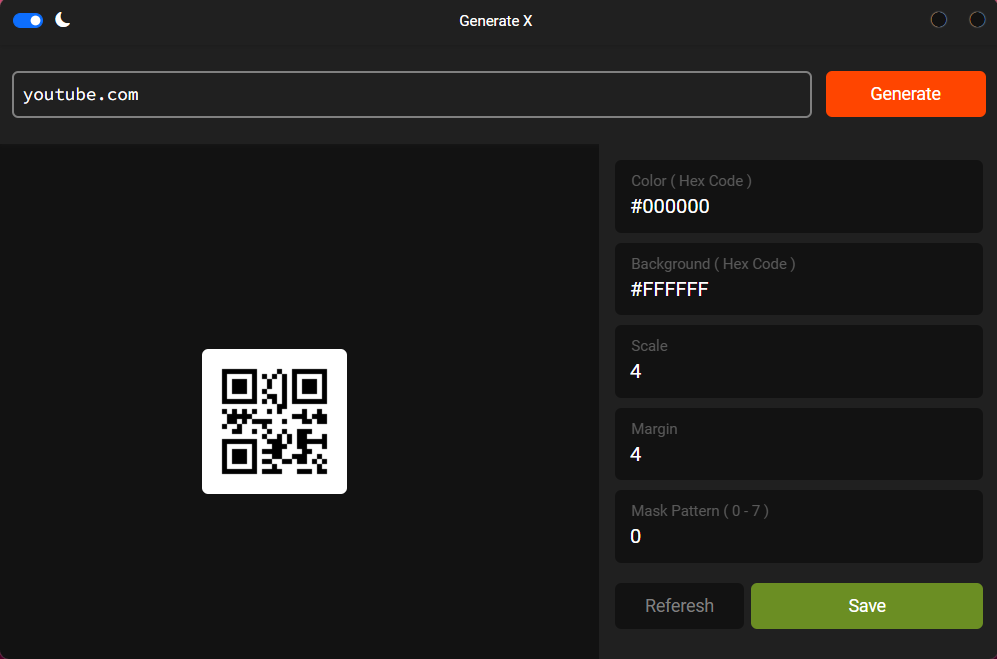 Generate X
youtube.com
Generate
Color ( Hex Code )
#000000
Background ( Hex Code )
#FFFFFF
Scale
4
Margin
4
Mask Pattern ( 0 - 7 )
0
Referesh
Save